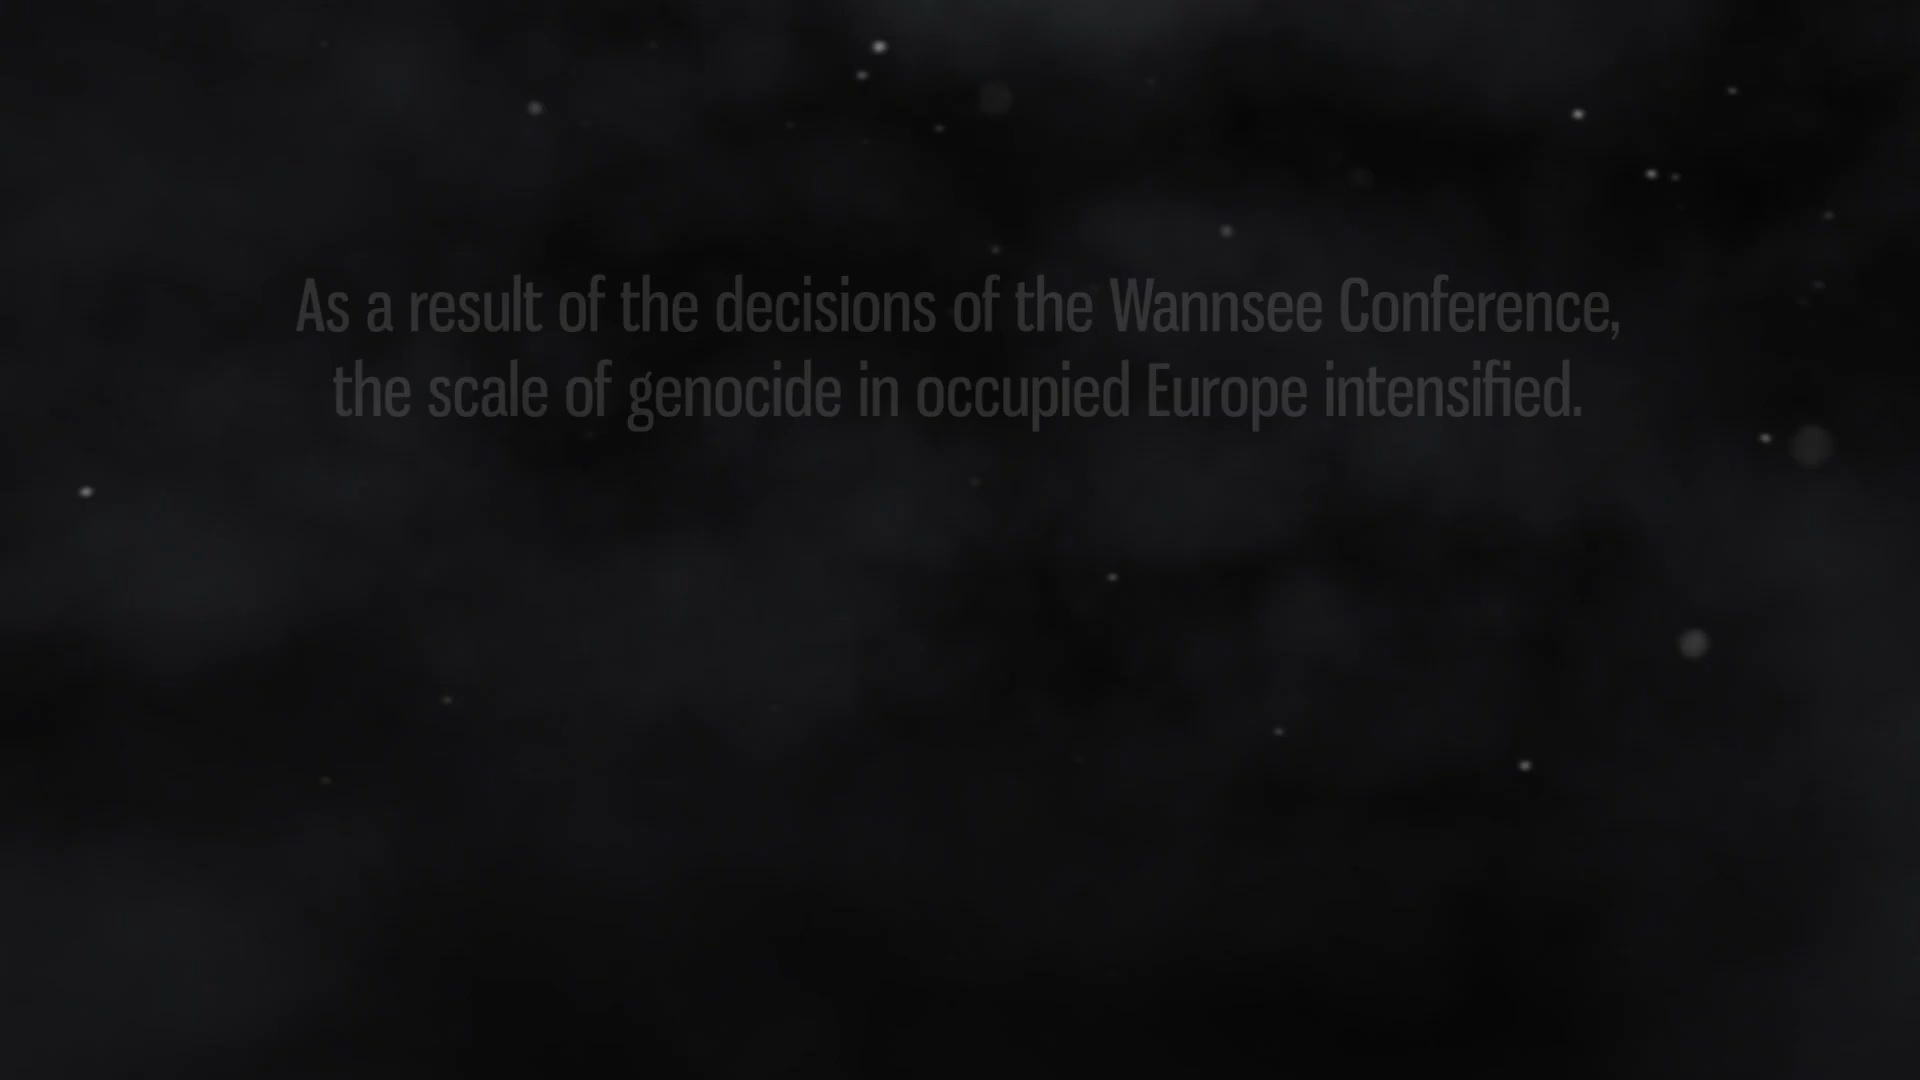 As a result of the decisions of the Wannsee Conference,
the scale of genocide in occupied Europe intensified.